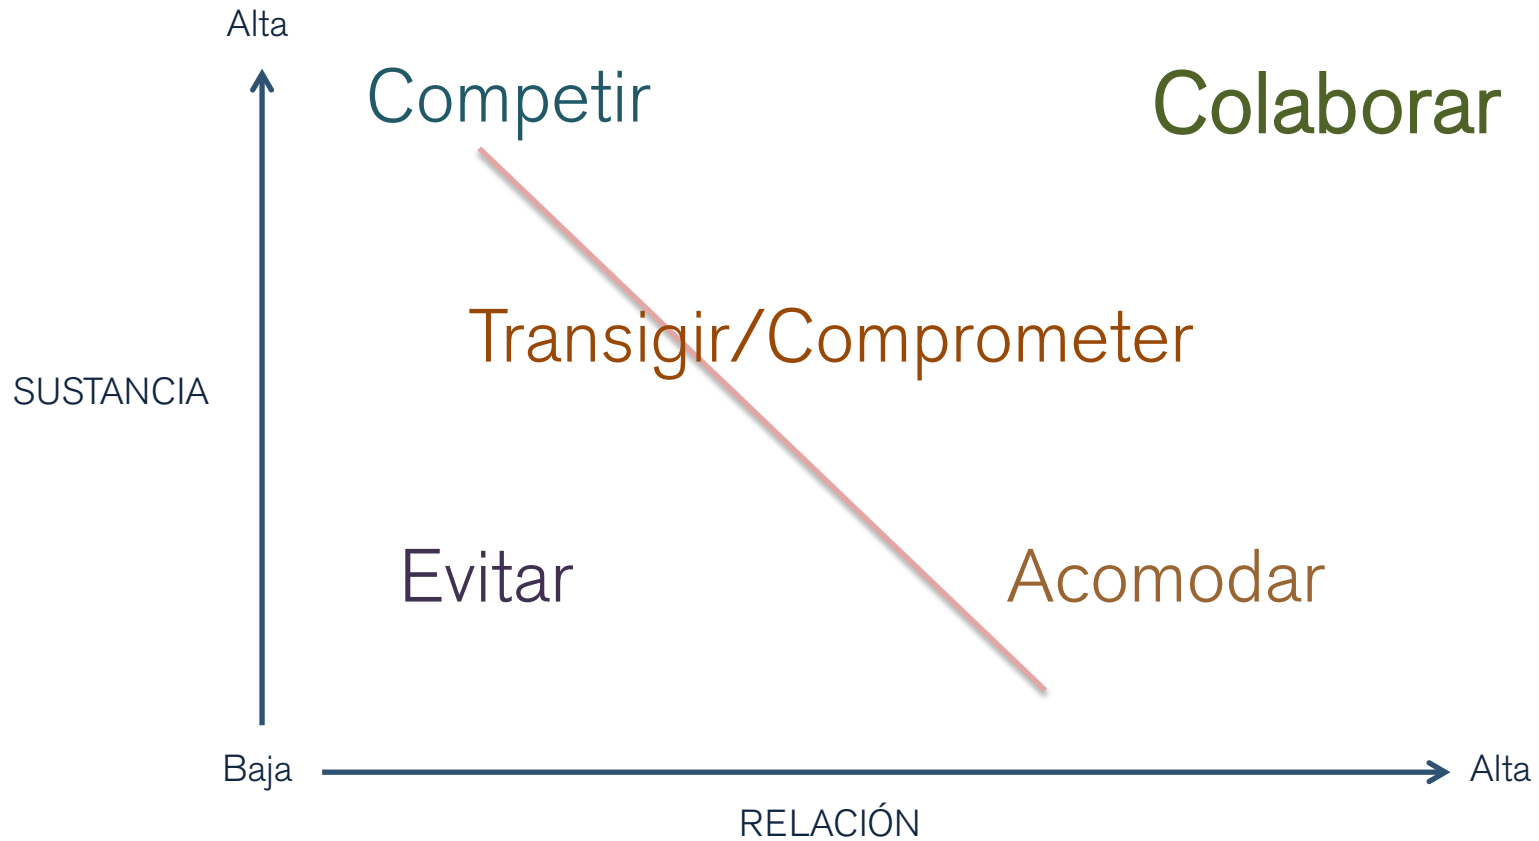 Alta
Competir
Colaborar
Transigir/Comprometer
SUSTANCIA
Evitar
Acomodar
Baja
Alta
RELACIÓN